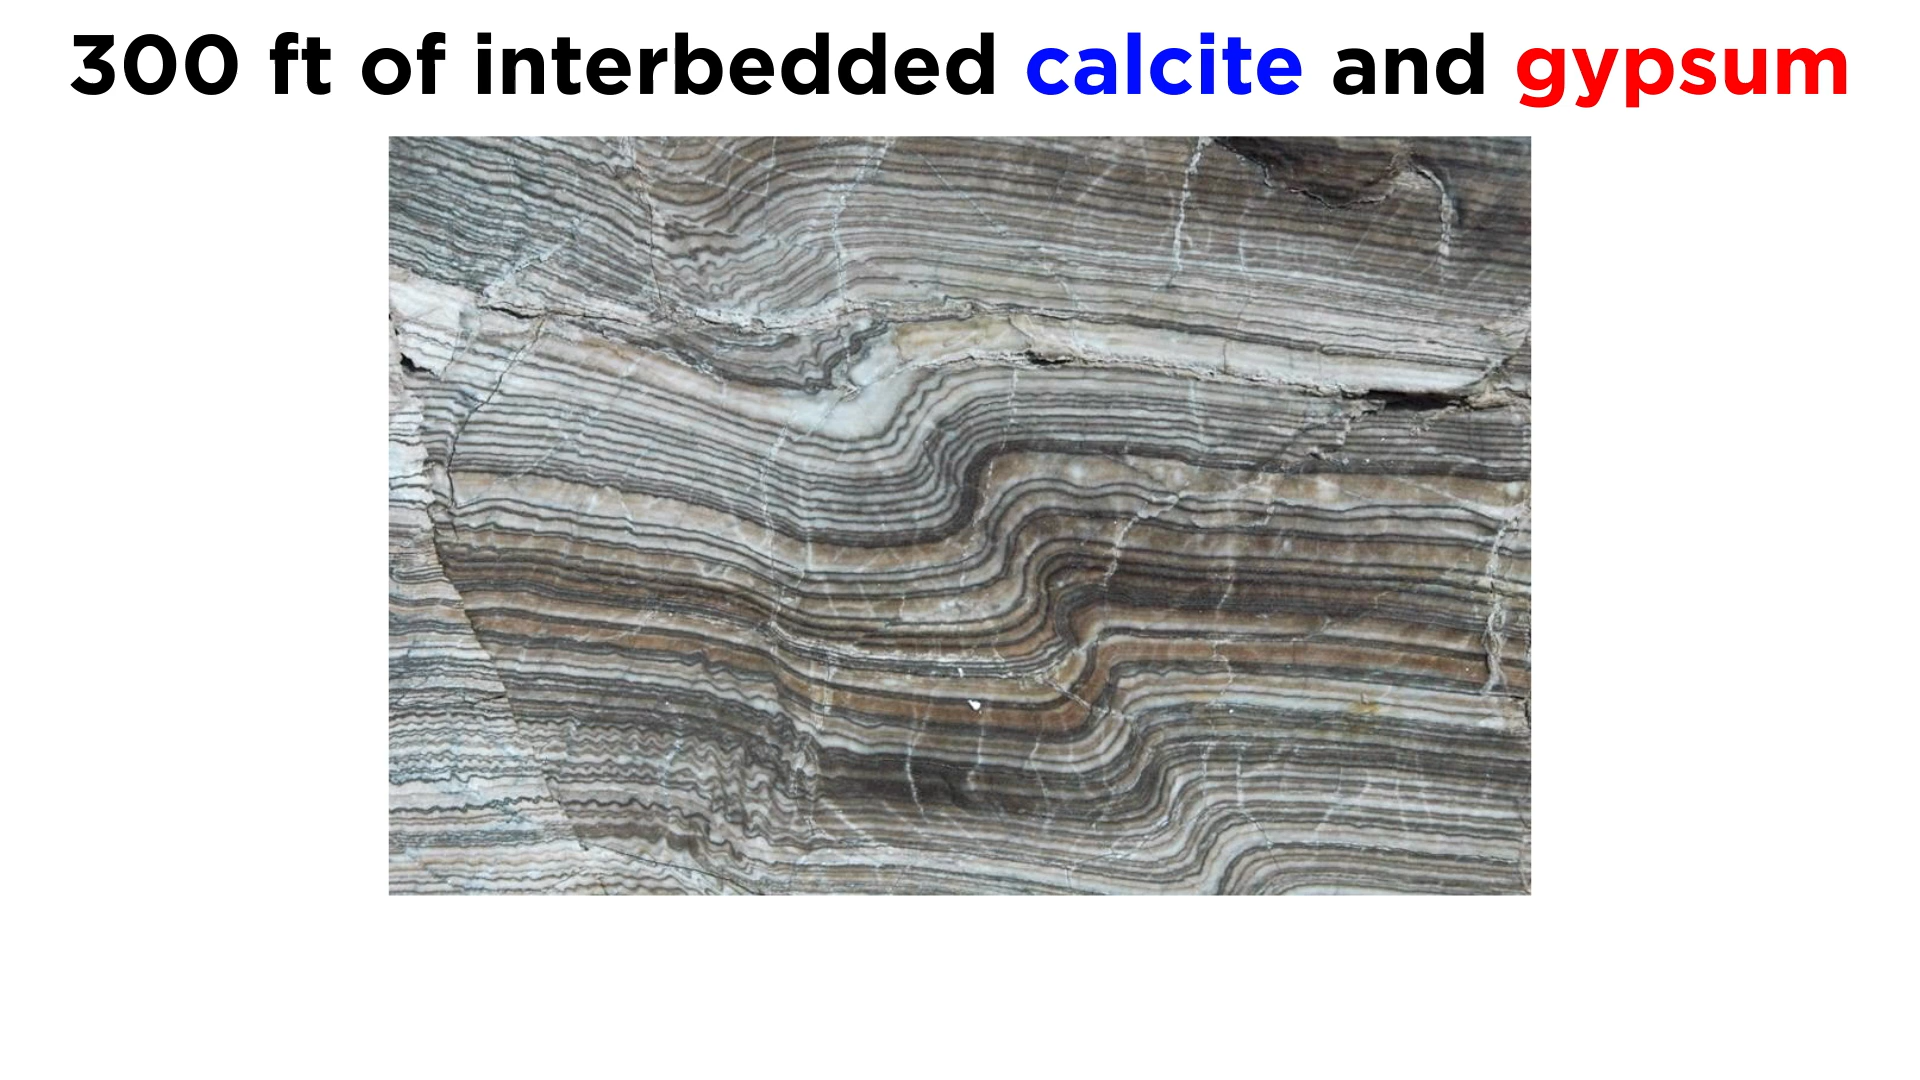 300 ft of interbedded calcite and gypsum